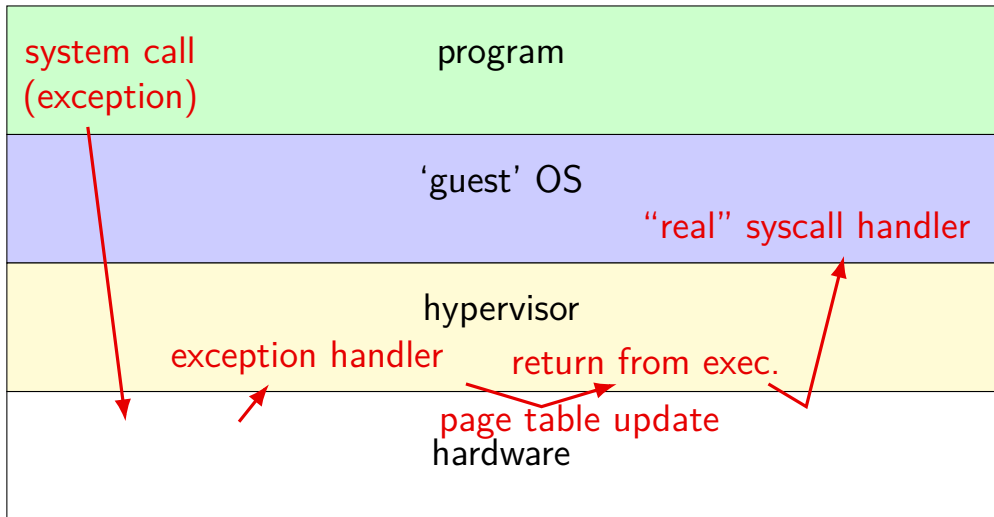 system call
(exception)
program
‘guest’ OS
“real” syscall handler
hypervisor
exception handler
return from exec.
page table update
hardware